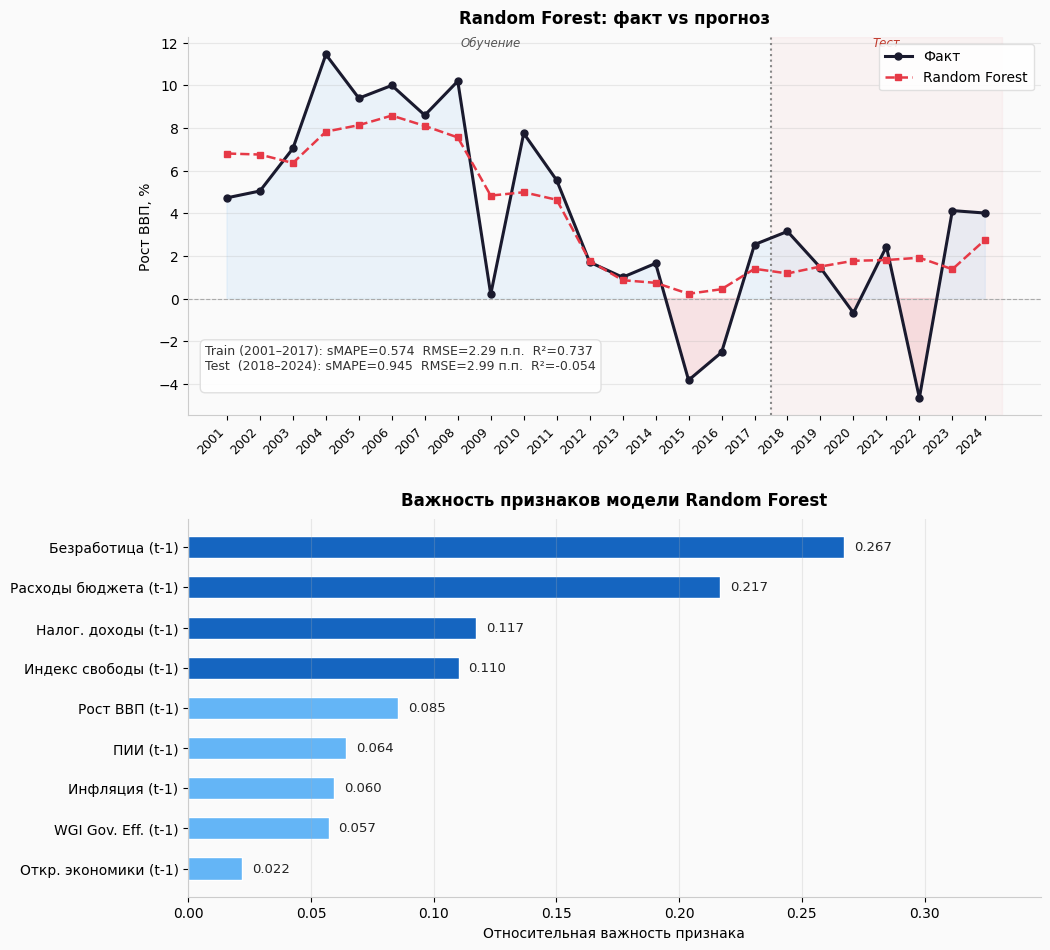 Random Forest: факт vs прогноз
Обучение
Тест
Факт
Random Forest
Рост ВВП, %
12
10
8
6
4
2
0
−2
−4
Train (2001–2017): sMAPE=0.574 RMSE=2.29 п.п. R²=0.737
Test (2018–2024): sMAPE=0.945 RMSE=2.99 п.п. R²=-0.054
2001 2002 2003 2004 2005 2006 2007 2008 2009 2010 2011 2012 2013 2014 2015 2016 2017 2018 2019 2020 2021 2022 2023 2024
Важность признаков модели Random Forest
Безработица (t-1) 0.267
Расходы бюджета (t-1) 0.217
Налог. доходы (t-1) 0.117
Индекс свободы (t-1) 0.110
Рост ВВП (t-1) 0.085
ПИИ (t-1) 0.064
Инфляция (t-1) 0.060
WGI Gov. Eff. (t-1) 0.057
Откр. экономики (t-1) 0.022
0.00 0.05 0.10 0.15 0.20 0.25 0.30
Относительная важность признака